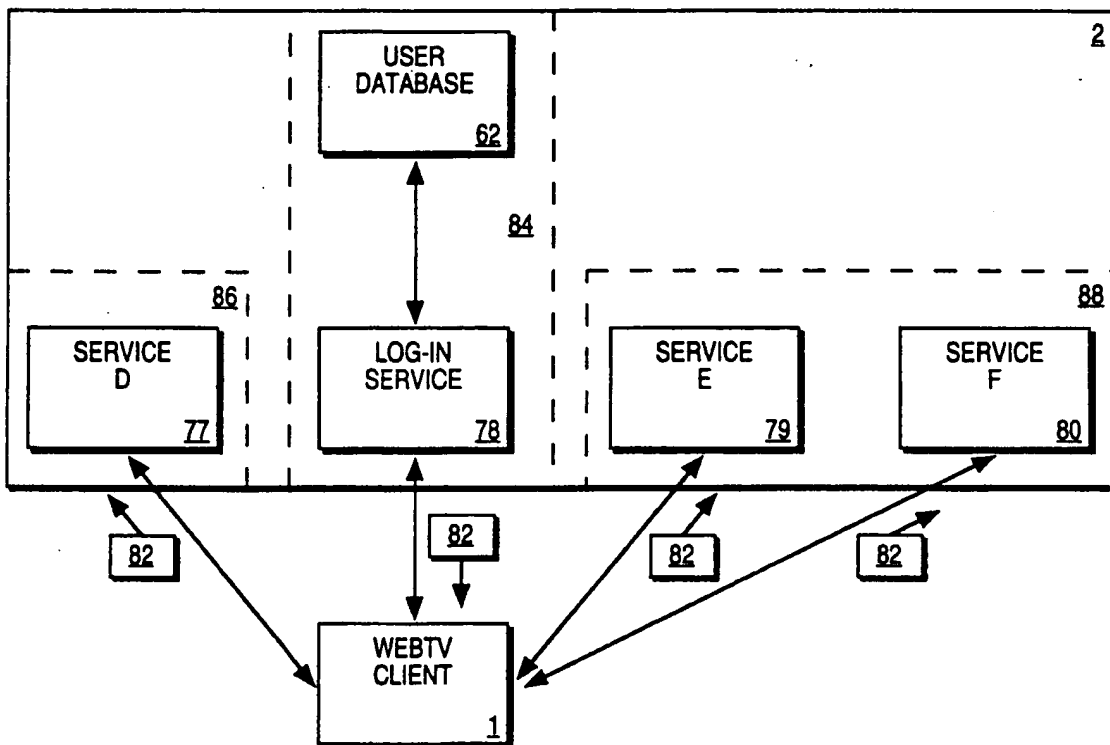 2
USER
DATABASE
62
84
86
88
SERVICE
D
77
LOG-IN
SERVICE
78
SERVICE
E
79
SERVICE
F
80
82
82
82
82
WEBTV
CLIENT
1